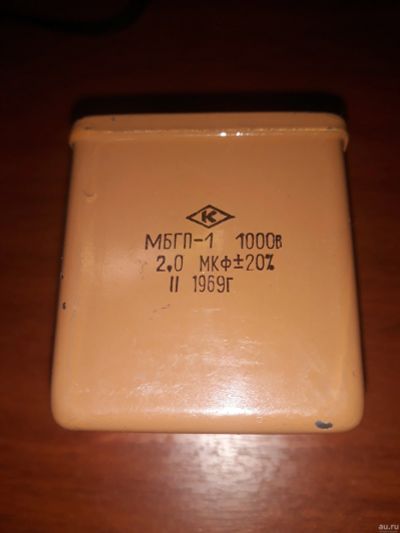 К
МБГП-1 1000в
2,0 МКФ±20%
II 1969г
au.ru